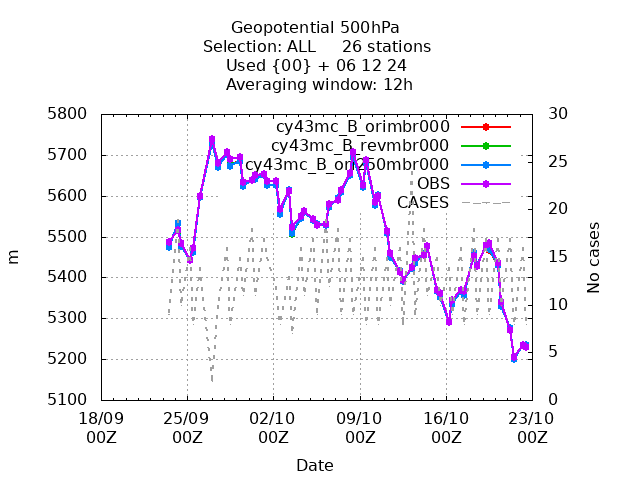 Geopotential 500hPa
Selection: ALL     26 stations
Used {00} + 06 12 24
Averaging window: 12h
5800
5700
5600
5500
5400
5300
5200
5100
30
25
20
15
10
5
0
cy43mc_B_orimbr000
cy43mc_B_revmbr000
cy43mc_B_ori250mbr000
OBS
CASES
m
No cases
18/09 25/09 02/10 09/10 16/10 23/10
00Z 00Z 00Z 00Z 00Z 00Z
Date